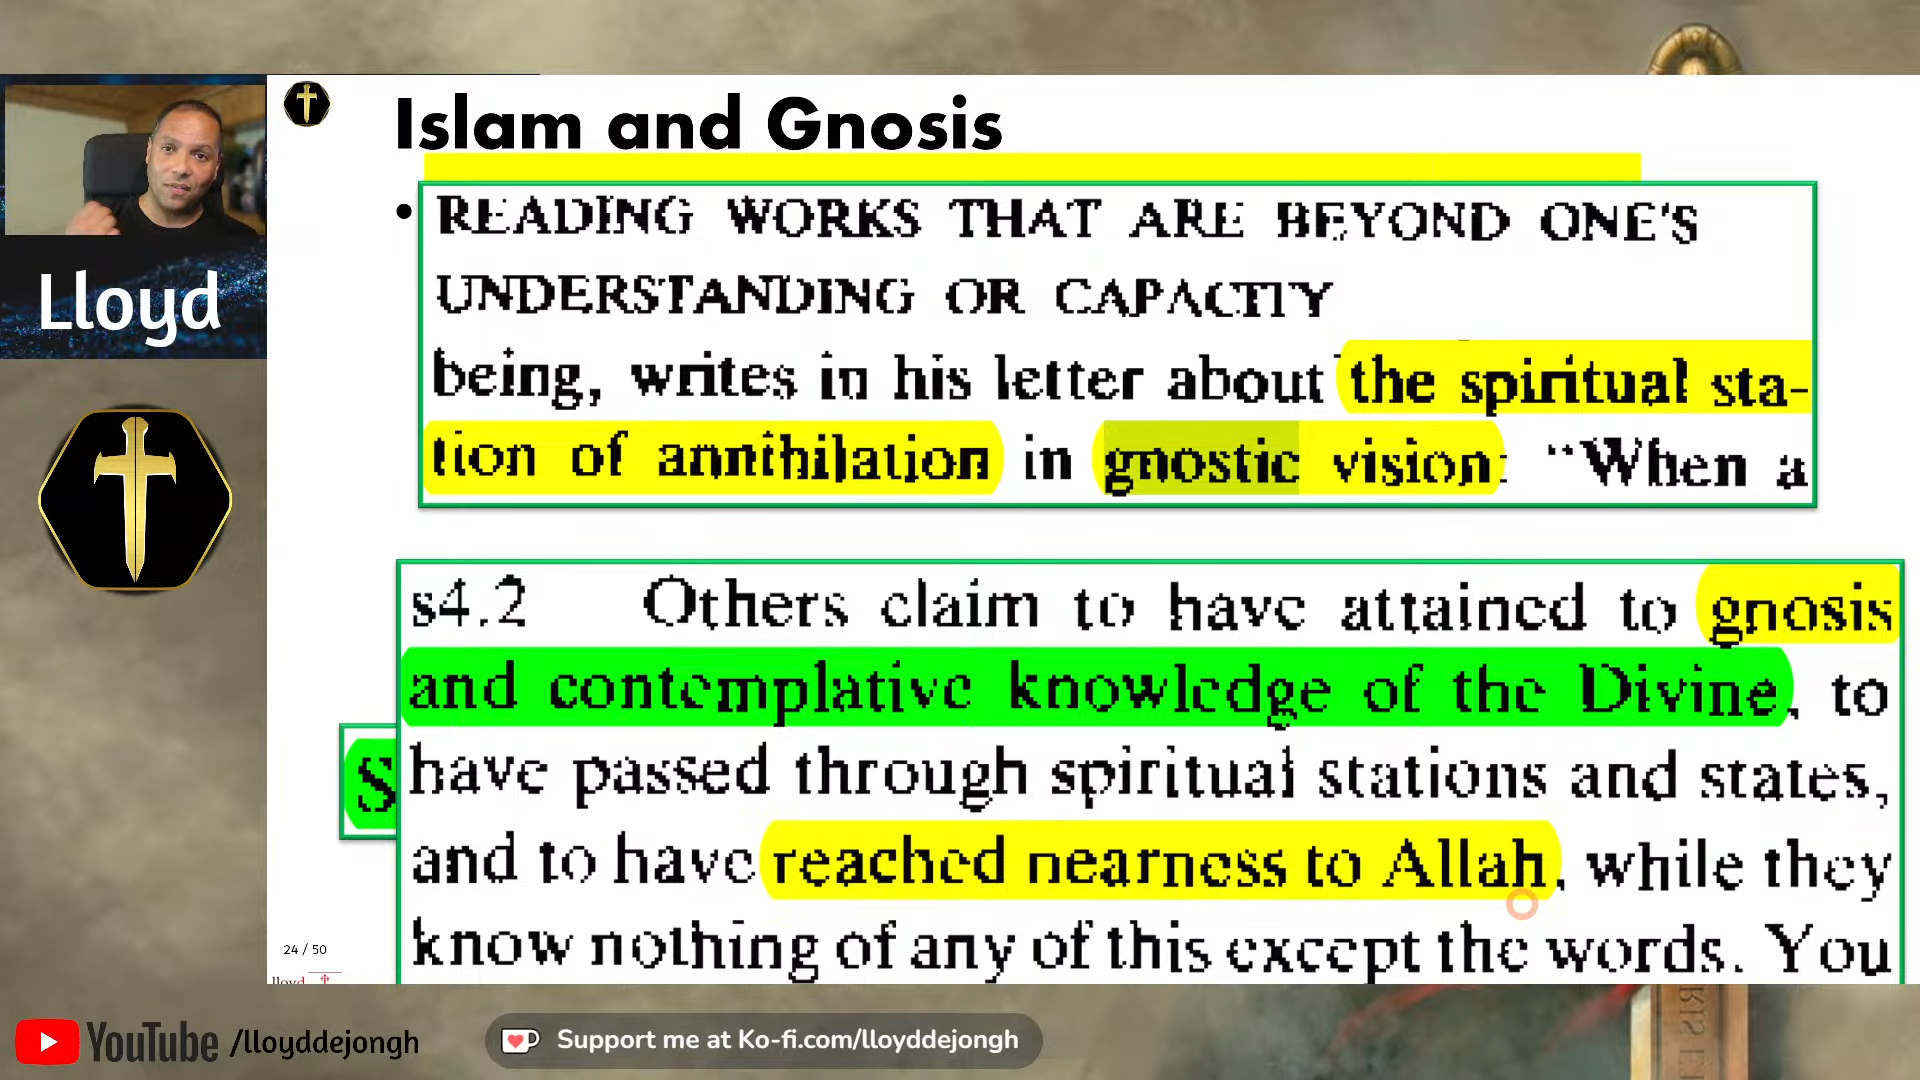 Islam and Gnosis
READING WORKS THAT ARE BEYOND ONE'S
UNDERSTANDING OR CAPACITY
being, writes in his letter about the spiritual sta-
tion of annihilation in gnostic vision: "When a
s4.2 Others claim to have attained to gnosis
and contemplative knowledge of the Divine, to
have passed through spiritual stations and states,
and to have reached nearness to Allah, while they
know nothing of any of this except the words. You
S
24 / 50
lloyd
Lloyd
YouTube /lloyddejongh
Support me at Ko-fi.com/lloyddejongh